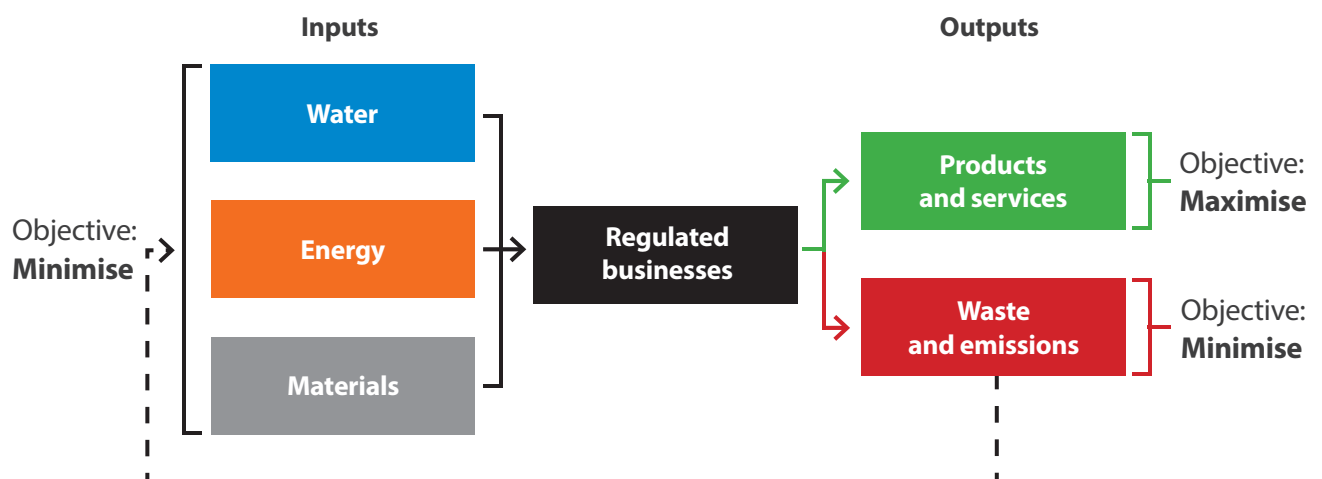 Inputs
Outputs
Objective:
Minimise
Water
Energy
Materials
Regulated
businesses
Products
and services
Objective:
Maximise
Waste
and emissions
Objective:
Minimise